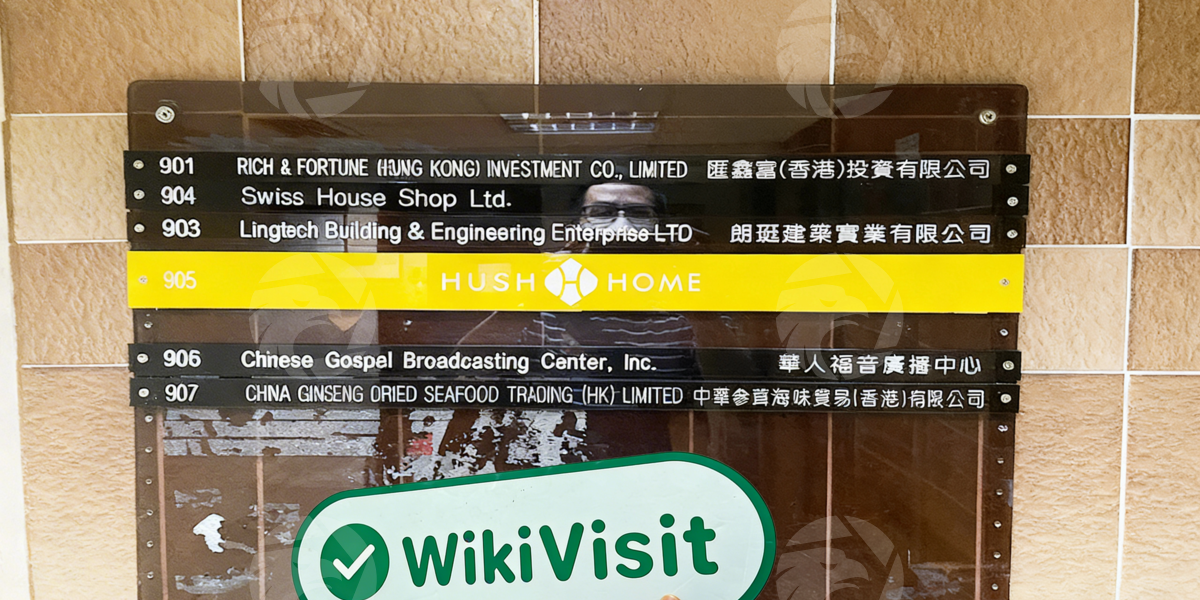 901 RICH & FORTUNE (HUNG KONG) INVESTMENT CO., LIMITED 匯鑫富(香港)投資有限公司
904 Swiss House Shop Ltd.
903 Lingtech Building & Engineering Enterprise LTD 朗珽建築實業有限公司
905 HUSH HOME
906 Chinese Gospel Broadcasting Center, Inc. 華人福音廣播中心
907 CHNA GINSENG DRIED SEAFOOD TRADING (HK) LIMITED 中華參茸海味貿易(香港)有限公司
WikiVisit